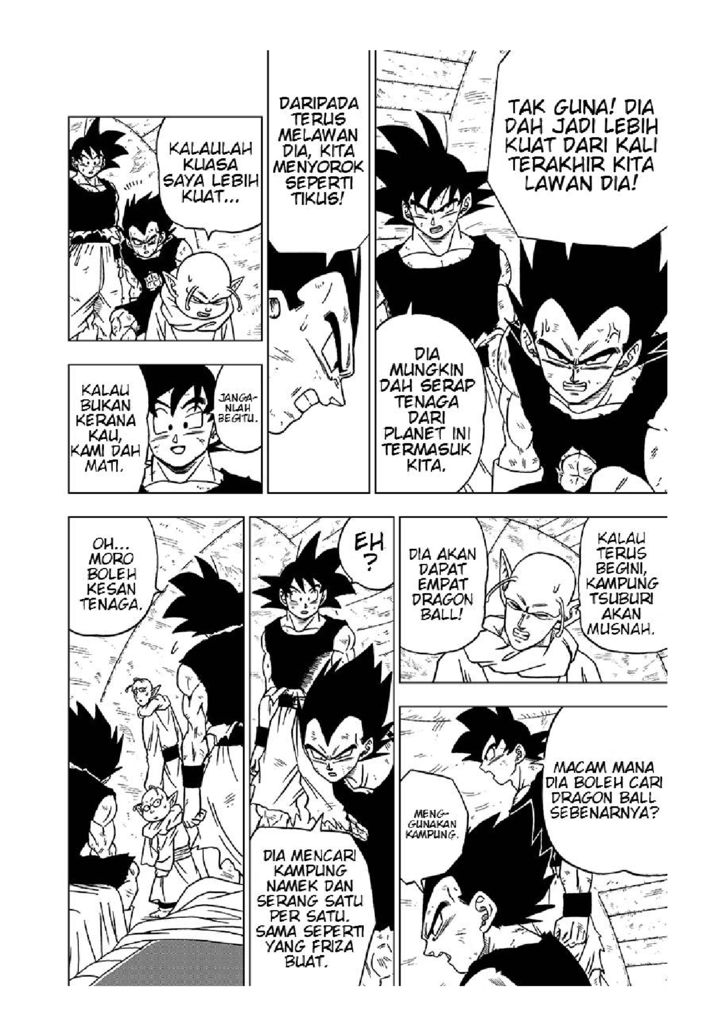 TAK GUNA! DIA
DAH JADI LEBIH
KUAT DARI KALI
TERAKHIR KITA
LAWAN DIA!
DIA
MUNGKIN
DAH SERAP
TENAGA
DARI
PLANET INI
TERMASUK
KITA.
DARIPADA
TERUS
MELAWAN
DIA, KITA
MENYOROK
SEPERTI
TIKUS!
KALAULAH
KUASA
SAYA LEBIH
KUAT...
JANGA-
NLAH
BEGITU.
KALAU
BUKAN
KERANA
KAU,
KAMI DAH
MATI.
KALAU
TERUS
BEGINI,
KAMPUNG
TSUBURI
AKAN
MUSNAH.
DIA AKAN
DAPAT
EMPAT
DRAGON
BALL!
MACAM MANA
DIA BOLEH CARI
DRAGON BALL
SEBENARNYA?
MENG-
GUNAKAN
KAMPUNG.
EH
?
DIA MENCARI
KAMPUNG
NAMEK DAN
SERANG SATU
PER SATU.
SAMA SEPERTI
YANG FRIZA
BUAT.
OH...
MORO
BOLEH
KESAN
TENAGA.